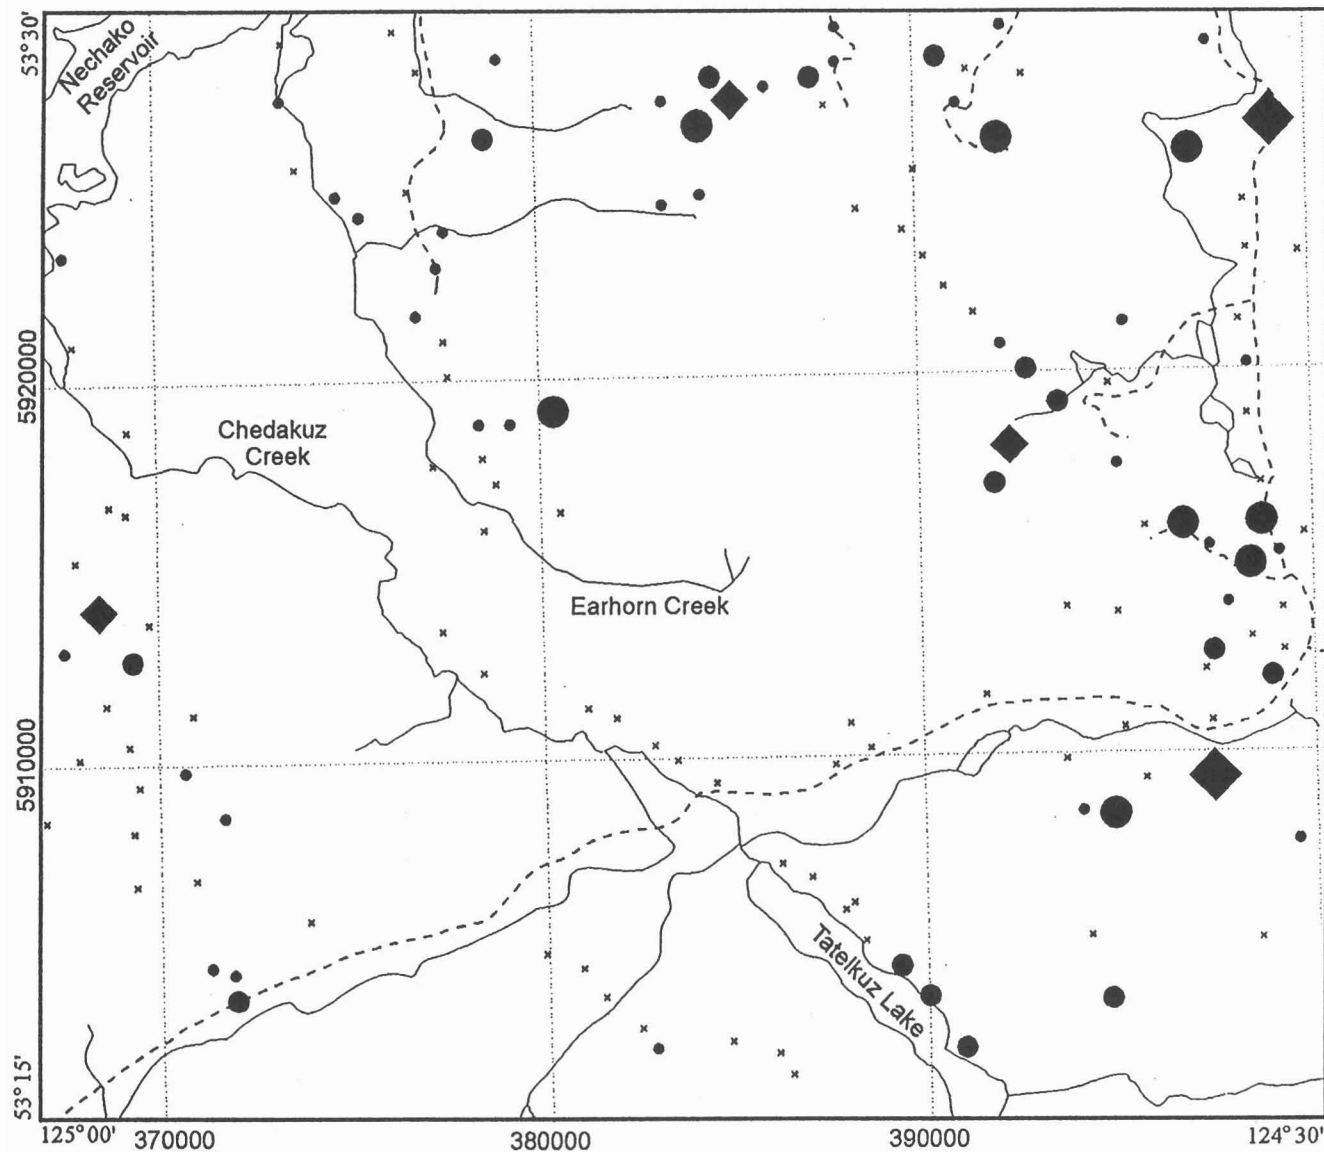 53°30'
Nechako
Reservoir
5920000
Chedakuz
Creek
Earhorn Creek
5910000
Tatelkuz Lake
53°15'
125°00'
370000
380000
390000
124°30'